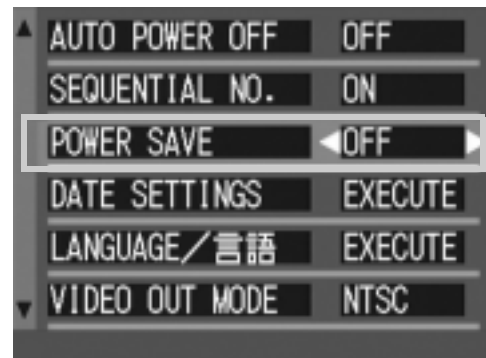 AUTO POWER OFF OFF
SEQUENTIAL NO. ON
POWER SAVE OFF
DATE SETTINGS EXECUTE
LANGUAGE／言語 EXECUTE
VIDEO OUT MODE NTSC